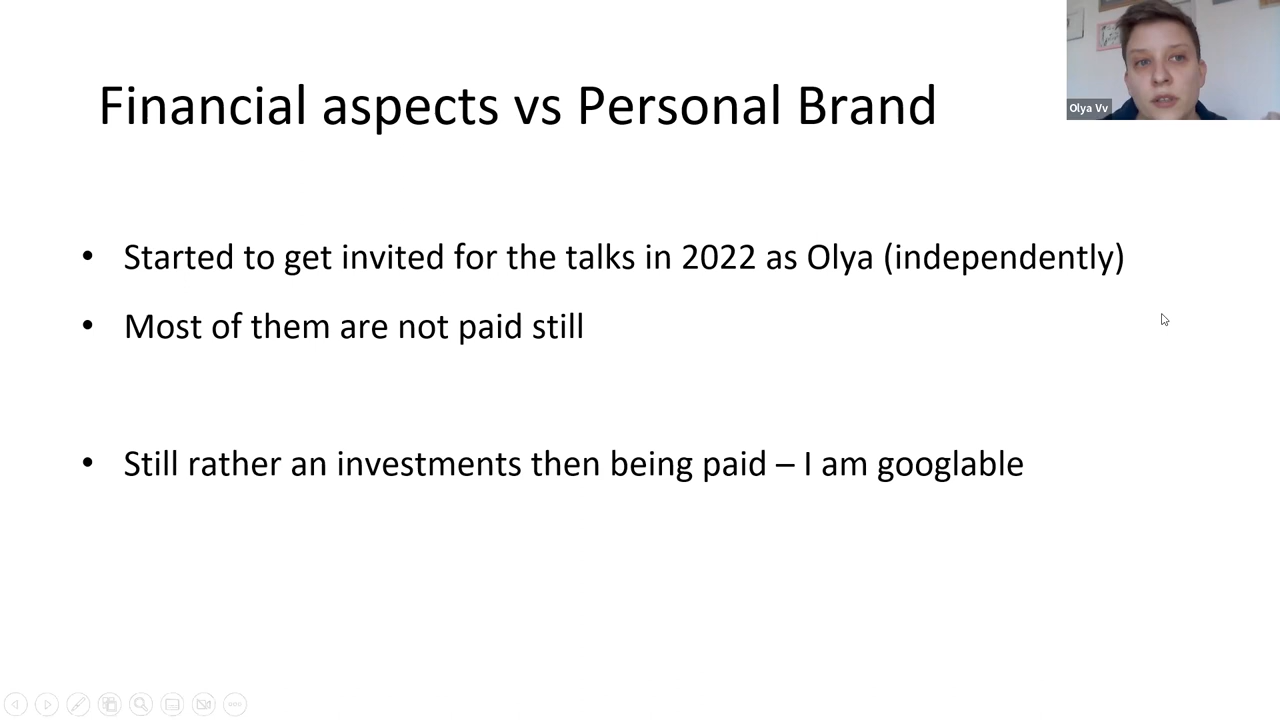 Financial aspects vs Personal Brand
Olya Vv
• Started to get invited for the talks in 2022 as Olya (independently)
• Most of them are not paid still
• Still rather an investments then being paid – I am googlable